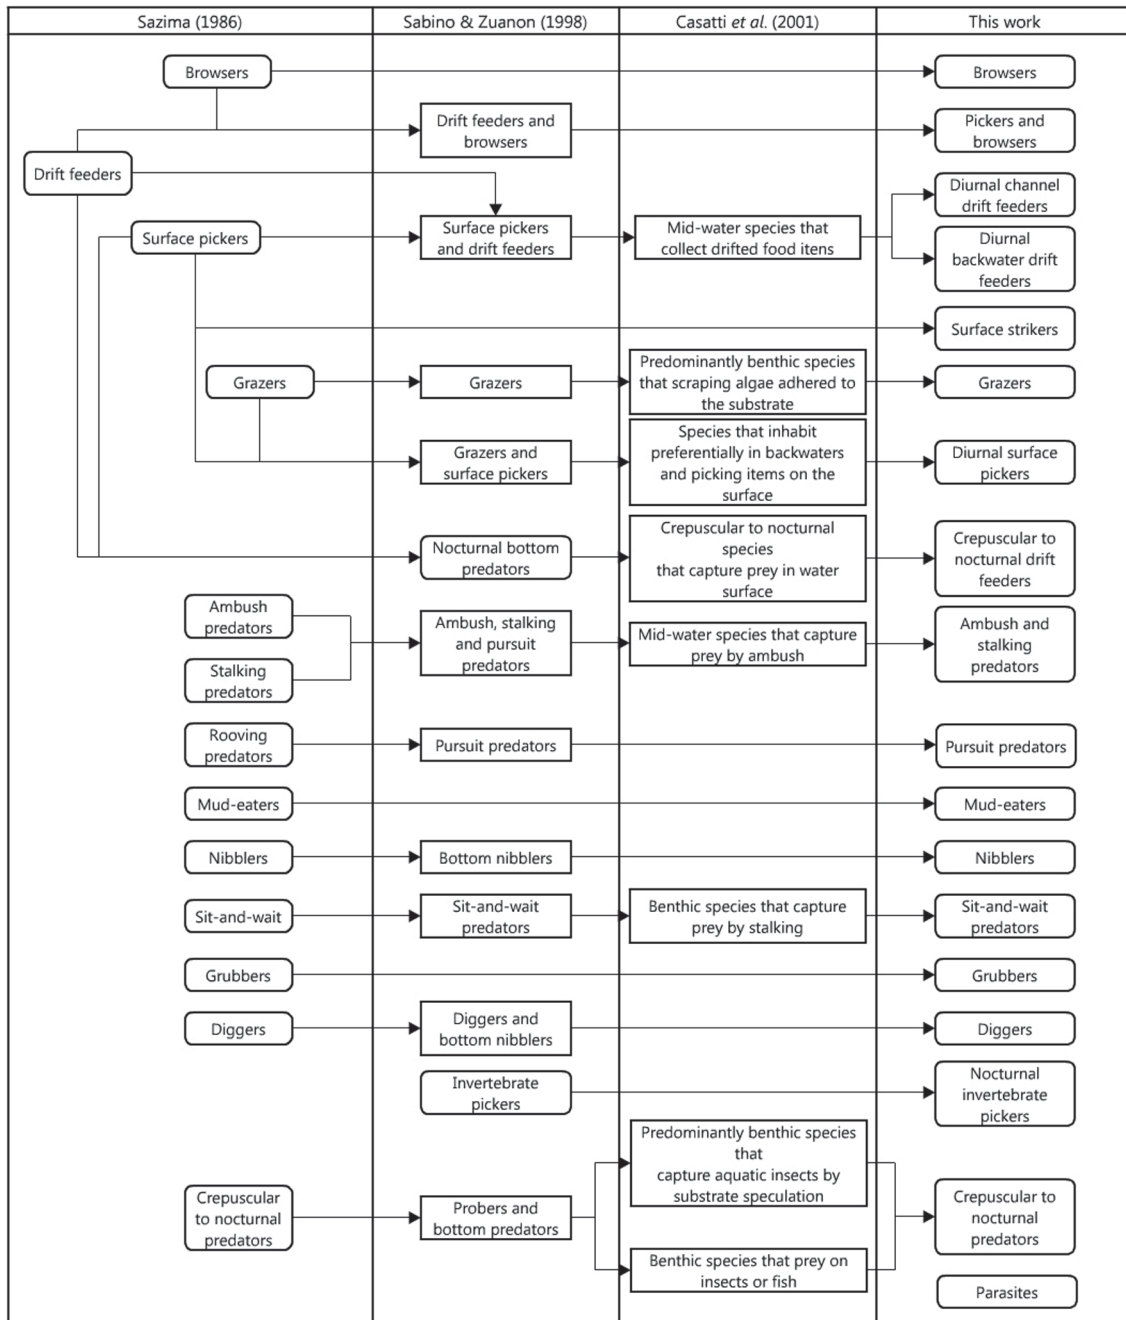 Sazima (1986)
Sabino & Zuanon (1998)
Casatti et al. (2001)
This work
Browsers
Browsers
Drift feeders and
browsers
Pickers and
browsers
Drift feeders
Diurnal channel
drift feeders
Surface pickers
Surface pickers
and drift feeders
Mid-water species that
collect drifted food itens
Diurnal
backwater drift
feeders
Surface strikers
Grazers
Grazers
Predominantly benthic species
that scraping algae adhered to
the substrate
Grazers
Grazers and
surface pickers
Species that inhabit
preferentially in backwaters
and picking items on the
surface
Diurnal surface
pickers
Nocturnal bottom
predators
Crepuscular to nocturnal
species
that capture prey in water
surface
Crepuscular to
nocturnal drift
feeders
Ambush
predators
Stalking
predators
Ambush, stalking
and pursuit
predators
Mid-water species that capture
prey by ambush
Ambush and
stalking
predators
Rooving
predators
Pursuit predators
Pursuit predators
Mud-eaters
Mud-eaters
Nibblers
Bottom nibblers
Nibblers
Sit-and-wait
Sit-and-wait
predators
Benthic species that capture
prey by stalking
Sit-and-wait
predators
Grubbers
Grubbers
Diggers
Diggers and
bottom nibblers
Diggers
Invertebrate
pickers
Nocturnal
invertebrate
pickers
Crepuscular
to nocturnal
predators
Probers and
bottom predators
Predominantly benthic species
that
capture aquatic insects by
substrate speculation
Benthic species that prey on
insects or fish
Crepuscular to
nocturnal
predators
Parasites